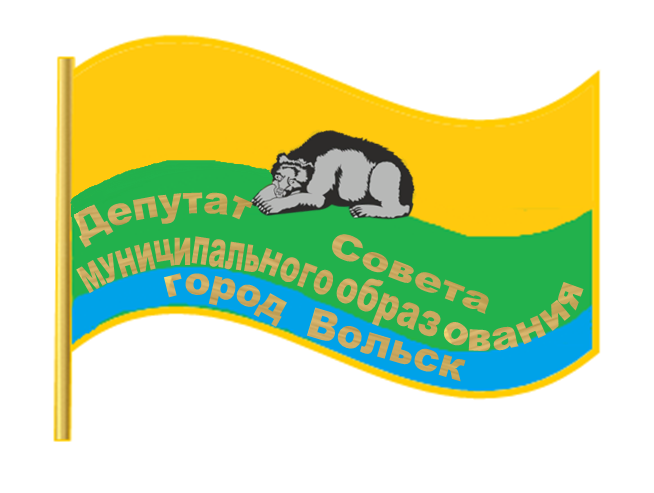 Депутат Совета
муниципального образования
город Вольск